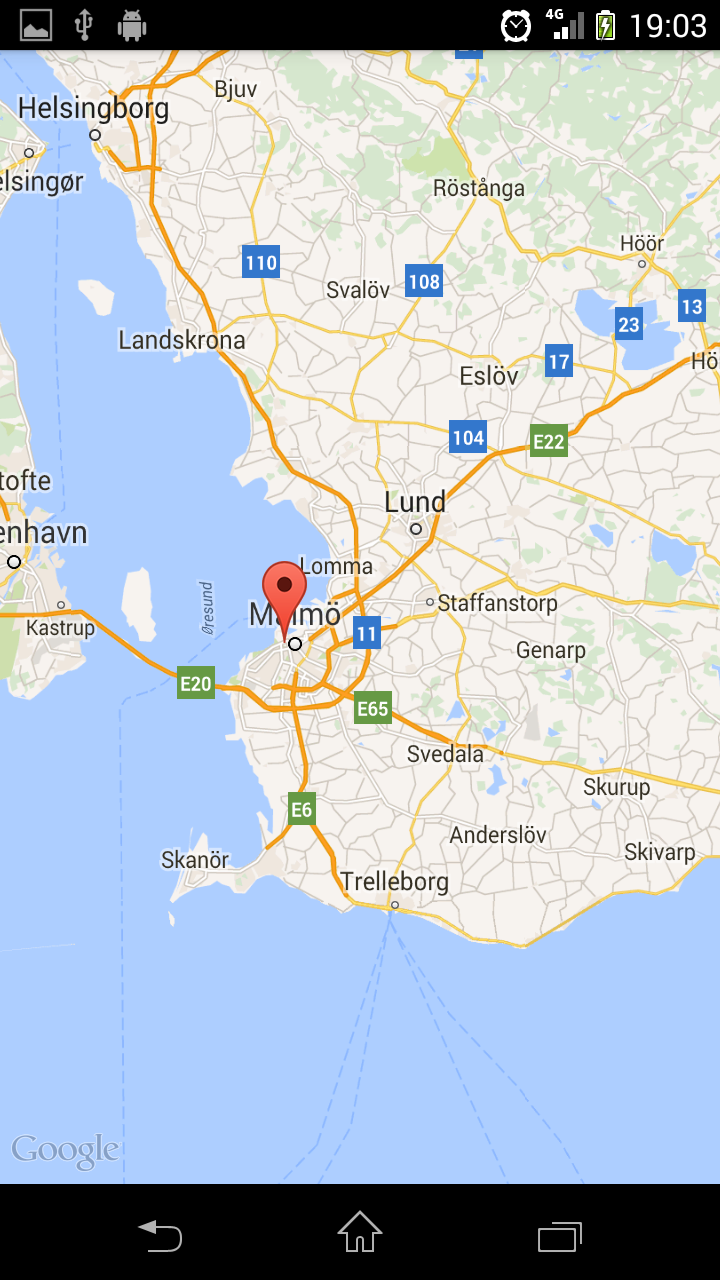 4G 19:03
Bjuv
Helsingborg
elsingør
Röstånga
Höör
110
108
Svalöv
13
23
Landskrona
17
Hö
Eslöv
104
E22
tofte
Lund
enhavn
Lomma
Øresund
Malmö
Staffanstorp
Kastrup
11
Genarp
E20
E65
Svedala
Skurup
E6
Anderslöv
Skanör
Skivarp
Trelleborg
Google